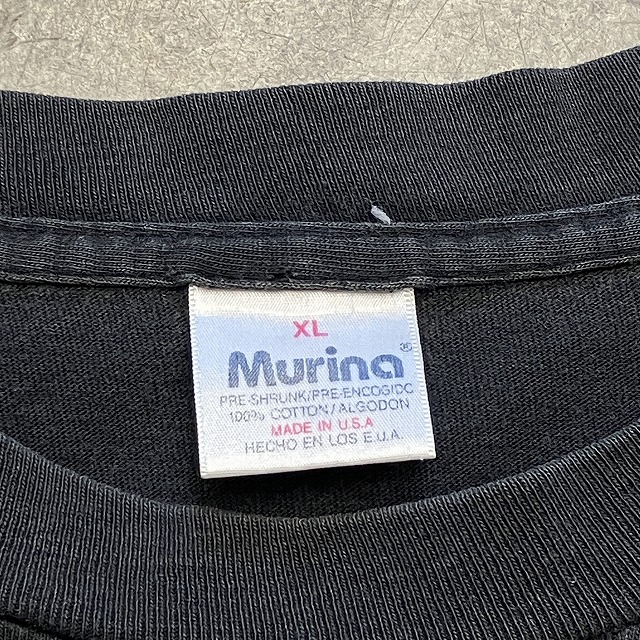 XL
Murina®
PRE-SHRUNK/PRE-ENCOGIDO
100% COTTON/ALGODON
MADE IN U.S.A
HECHO EN LOS E.U.A.